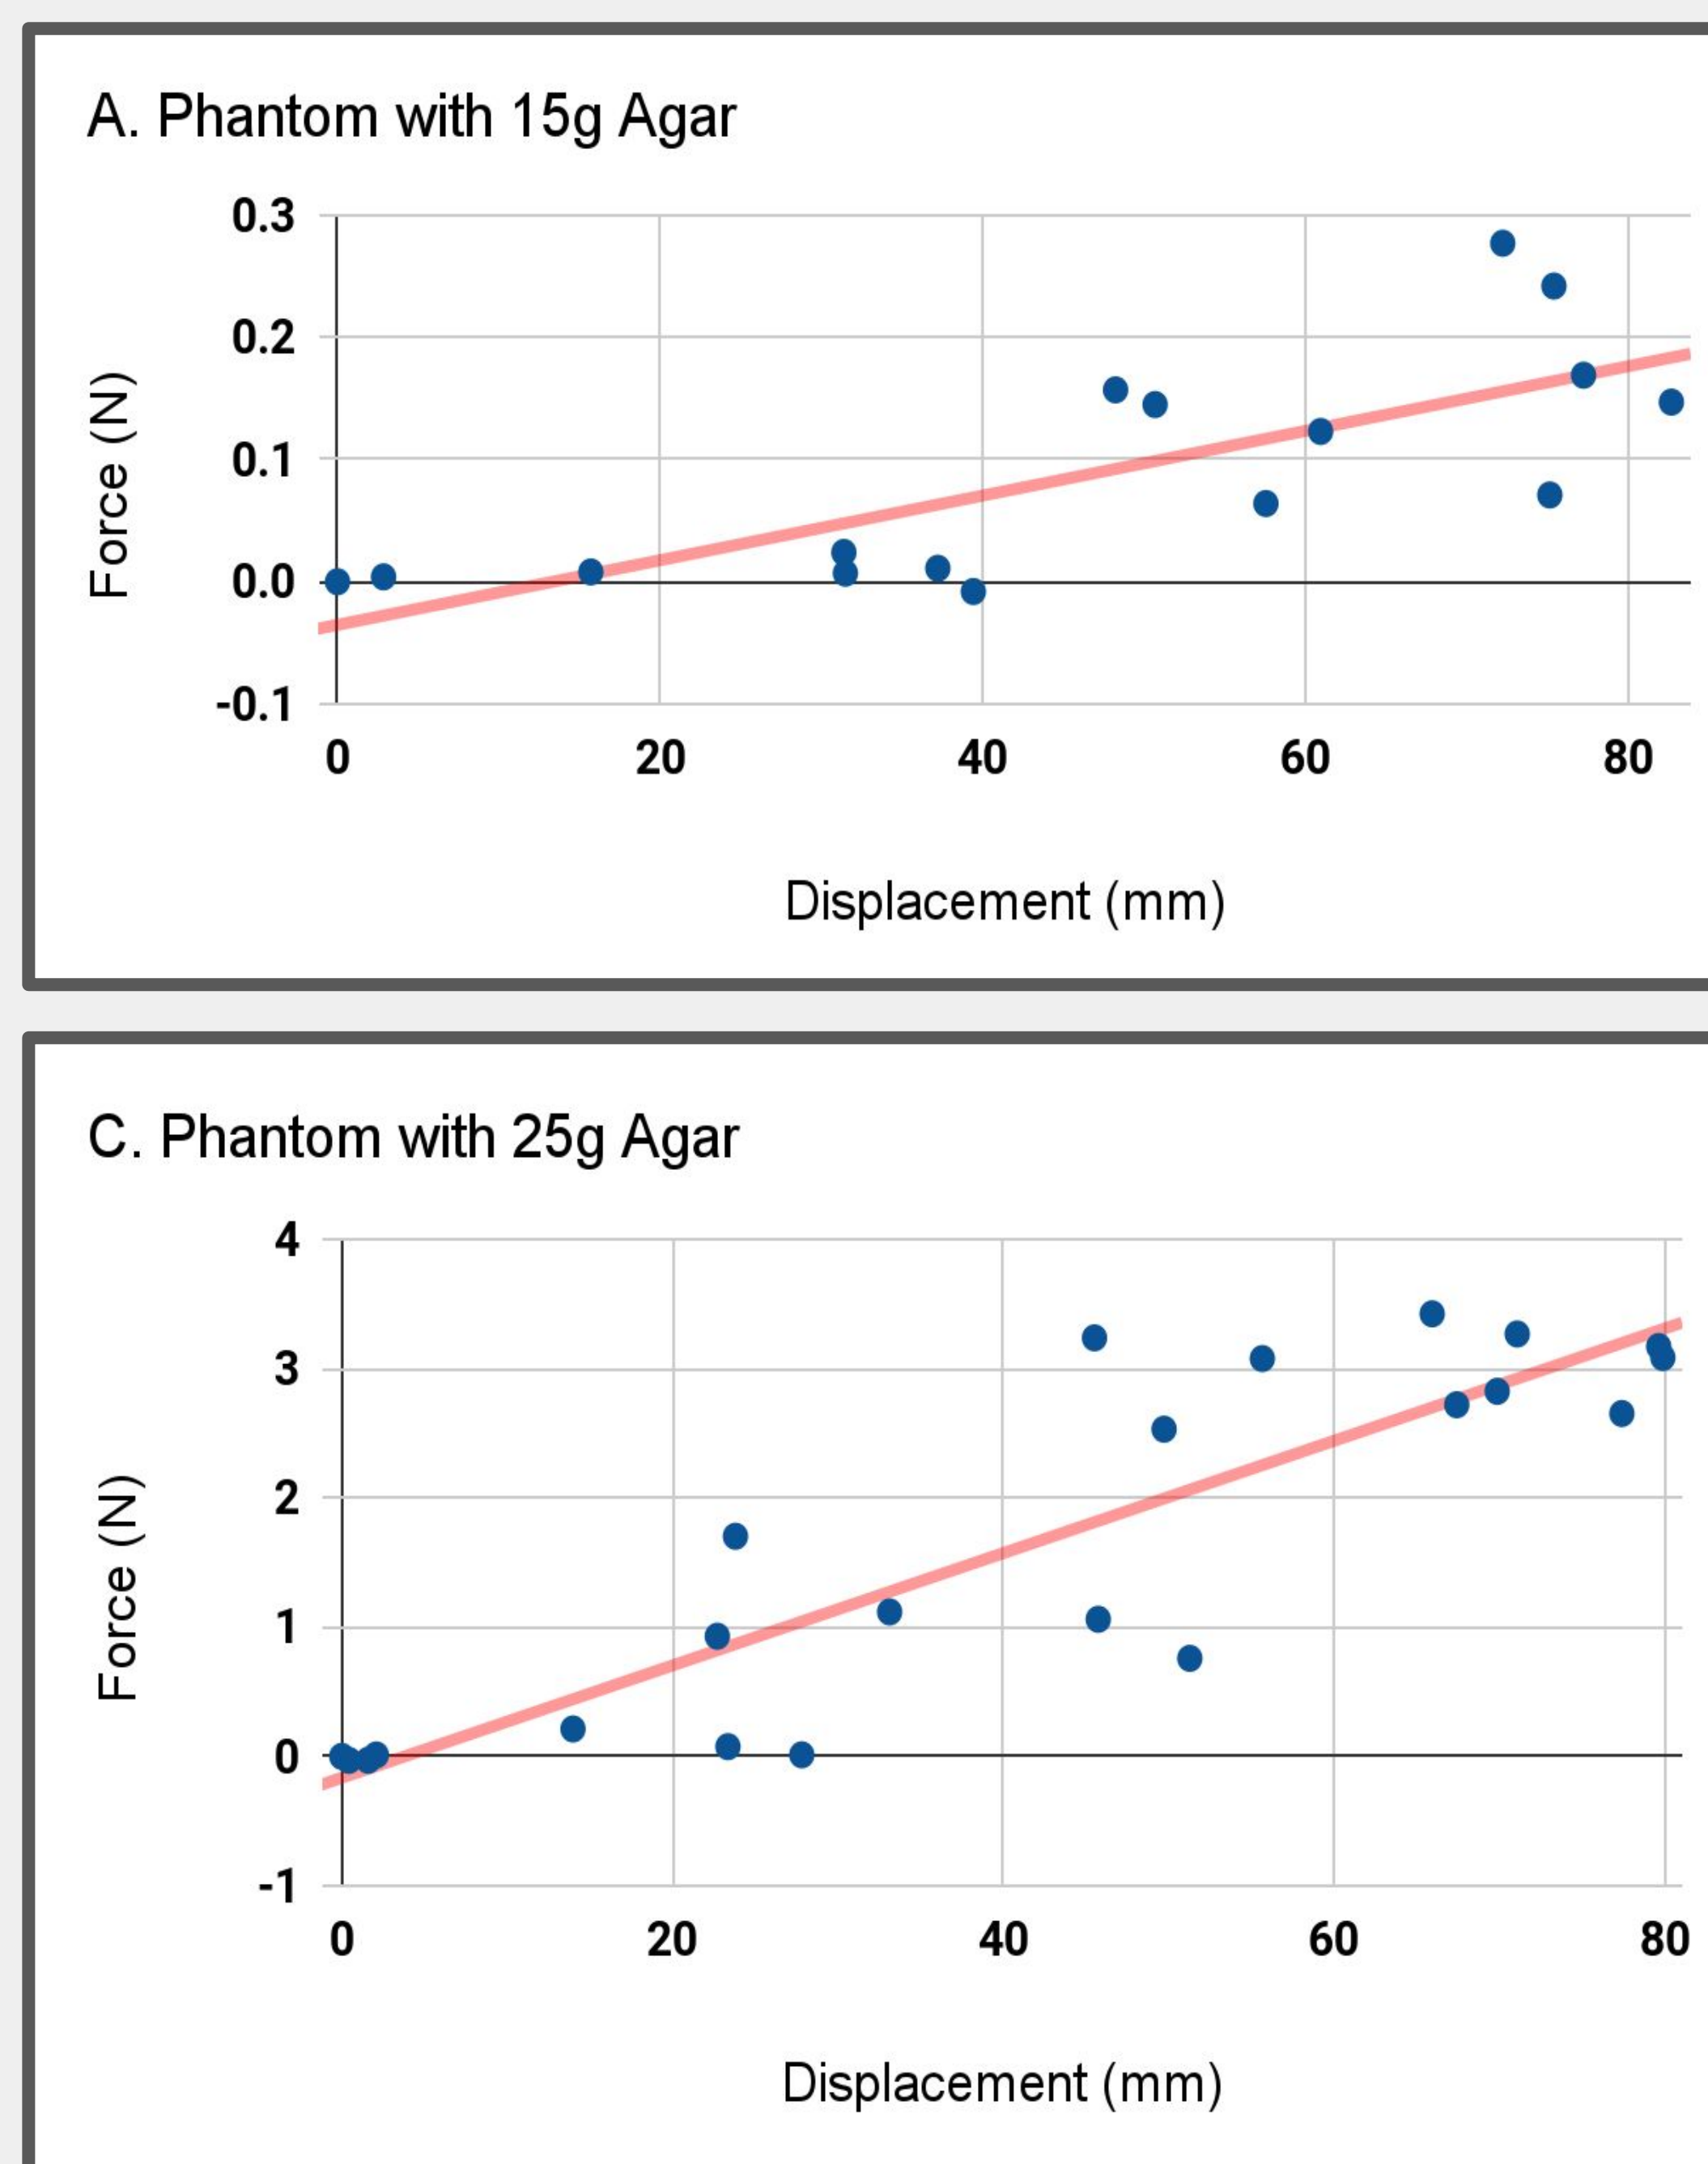 A. Phantom with 15g Agar
0.3
0.2
0.1
0.0
-0.1
Force (N)
0 20 40 60 80
Displacement (mm)
C. Phantom with 25g Agar
4
3
2
1
0
-1
Force (N)
0 20 40 60 80
Displacement (mm)